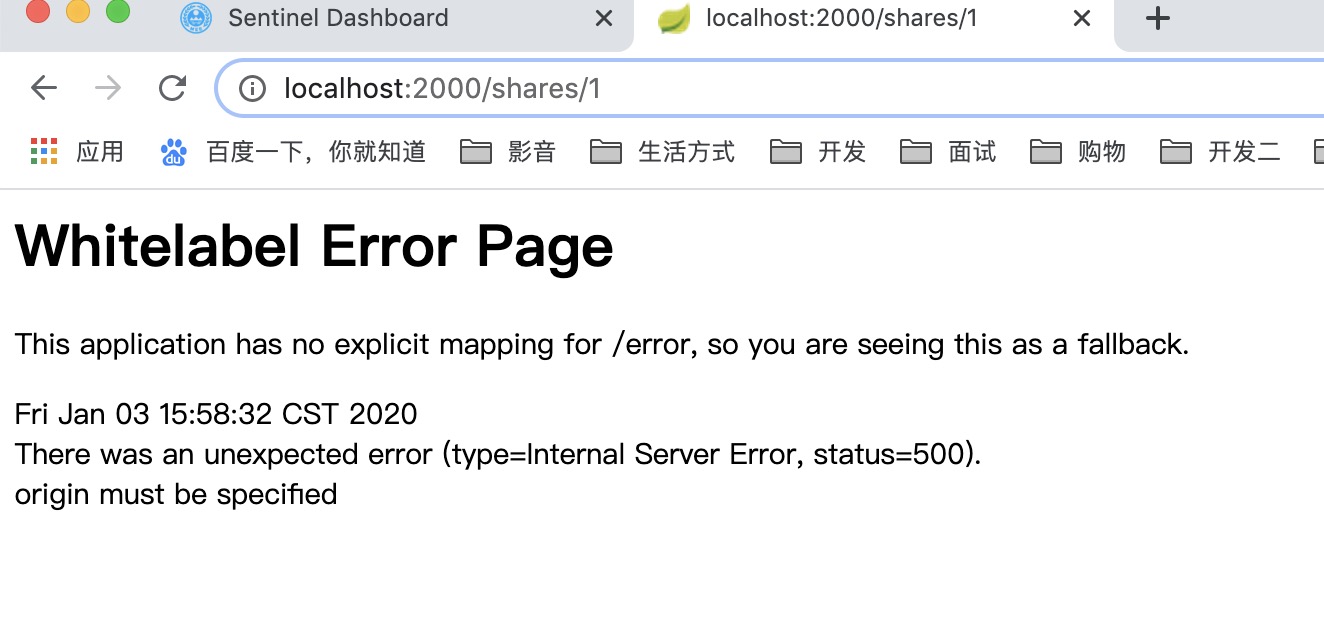 Sentinel Dashboard
localhost:2000/shares/1
localhost:2000/shares/1
应用 百度一下，你就知道 影音 生活方式 开发 面试 购物 开发二
Whitelabel Error Page
This application has no explicit mapping for /error, so you are seeing this as a fallback.
Fri Jan 03 15:58:32 CST 2020
There was an unexpected error (type=Internal Server Error, status=500).
origin must be specified